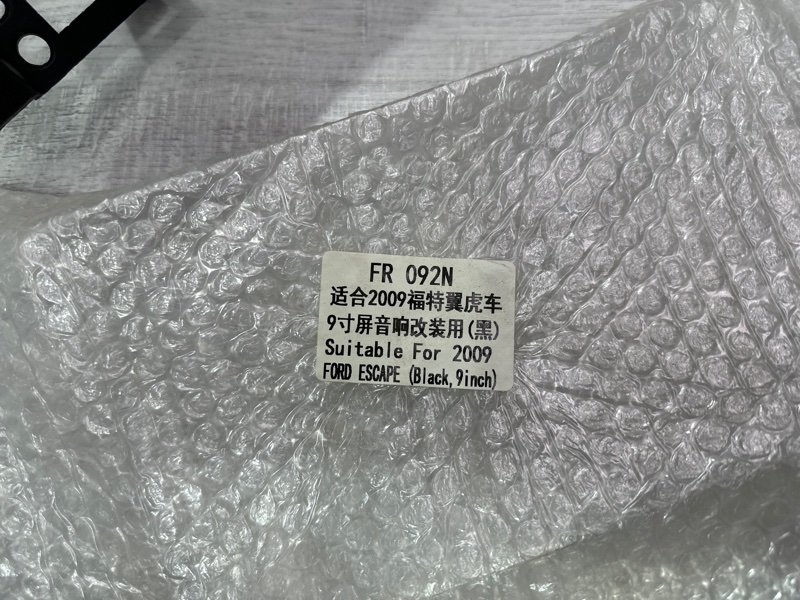 FR 092N
适合2009福特翼虎车
9寸屏音响改装用(黑)
Suitable For 2009
FORD ESCAPE (Black,9inch)